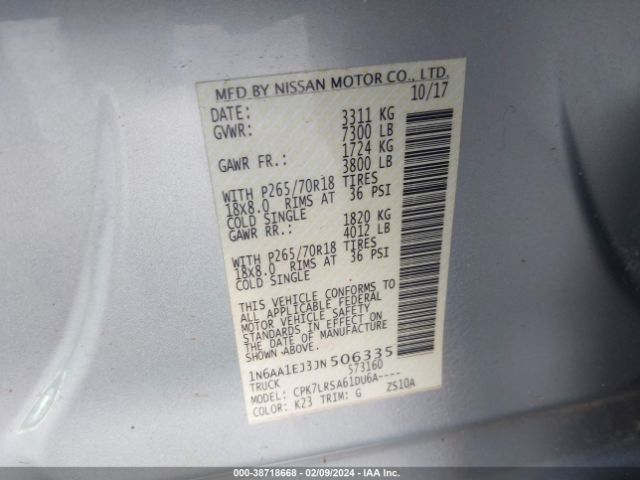 MFD BY NISSAN MOTOR CO., LTD.
DATE: 10/17
GVWR: 3311 KG
7300 LB
GAWR FR.: 1724 KG
3800 LB
WITH P265/70R18 TIRES
18X8.0 RIMS AT 36 PSI
COLD SINGLE
GAWR RR.: 1820 KG
4012 LB
WITH P265/70R18 TIRES
18X8.0 RIMS AT 36 PSI
COLD SINGLE
THIS VEHICLE CONFORMS TO
ALL APPLICABLE FEDERAL
MOTOR VEHICLE SAFETY
STANDARDS IN EFFECT ON
THE DATE OF MANUFACTURE
SHOWN ABOVE.
1N6AA1EJ3JN506335
TRUCK S73160
MODEL: CPK7LRSA61DU6A----
COLOR: K23 TRIM: G ZS10A
000-38718668 - 02/09/2024 - IAA Inc.